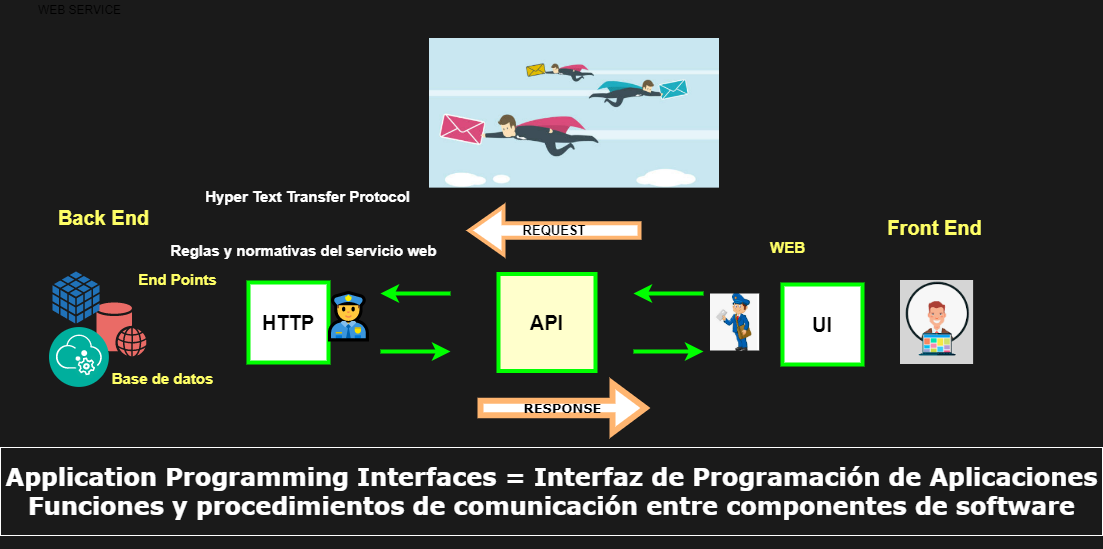 WEB SERVICE
Hyper Text Transfer Protocol
Back End
REQUEST
Front End
Reglas y normativas del servicio web
WEB
End Points
HTTP
API
UI
Base de datos
RESPONSE
Application Programming Interfaces = Interfaz de Programación de Aplicaciones
Funciones y procedimientos de comunicación entre componentes de software